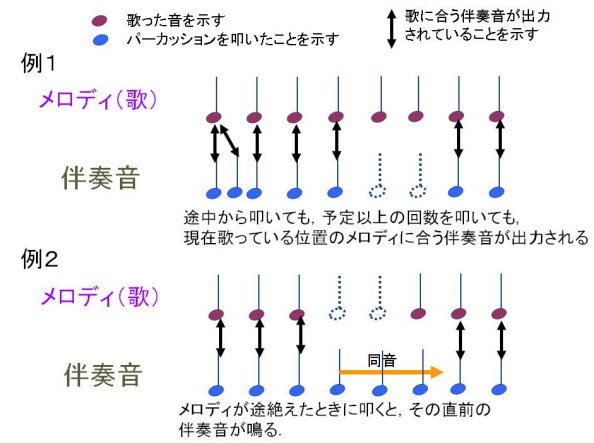 歌った音を示す
パーカッションを叩いたことを示す
歌に合う伴奏音が出力
されていることを示す
例1
メロディ(歌)
伴奏音
途中から叩いても,予定以上の回数を叩いても,
現在歌っている位置のメロディに合う伴奏音が出力される
例2
メロディ(歌)
同音
伴奏音
メロディが途絶えたときに叩くと,その直前の
伴奏音が鳴る.